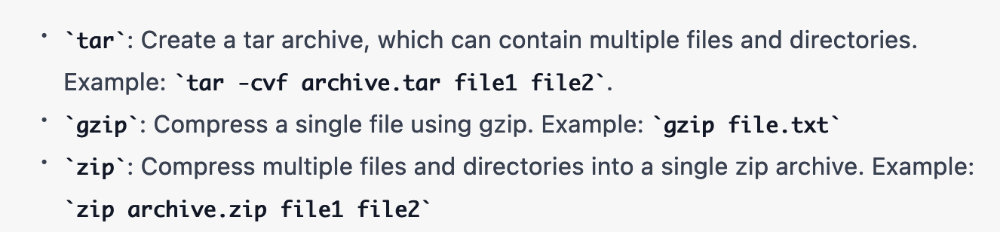 • `tar`: Create a tar archive, which can contain multiple files and directories.
Example: `tar -cvf archive.tar file1 file2`.
• `gzip`: Compress a single file using gzip. Example: `gzip file.txt`
• `zip`: Compress multiple files and directories into a single zip archive. Example:
`zip archive.zip file1 file2`